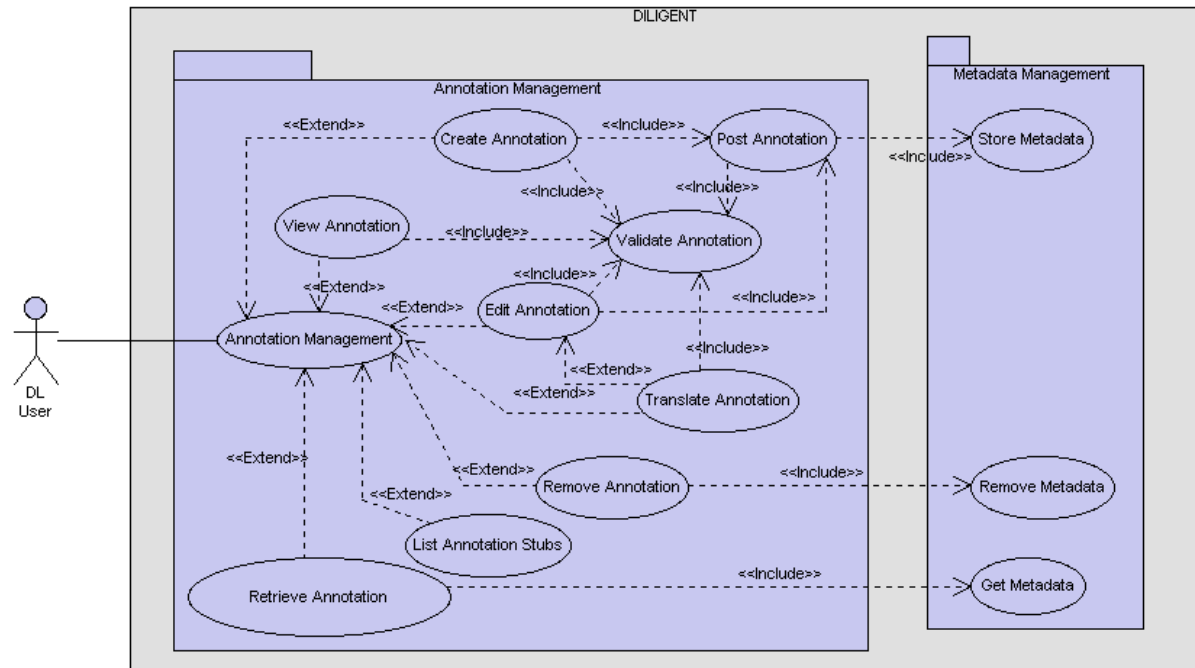 DILIGENT
Annotation Management
Metadata Management
<<Extend>>
Create Annotation
<<Include>>
Post Annotation
<<Include>>
Store Metadata
<<Include>>
<<Include>>
View Annotation
<<Include>>
Validate Annotation
<<Extend>>
<<Include>>
<<Extend>>
Edit Annotation
<<Include>>
Annotation Management
<<Include>>
<<Extend>>
<<Extend>>
Translate Annotation
DL
User
<<Extend>>
<<Extend>>
Remove Annotation
<<Include>>
Remove Metadata
<<Extend>>
List Annotation Stubs
Retrieve Annotation
<<Include>>
Get Metadata